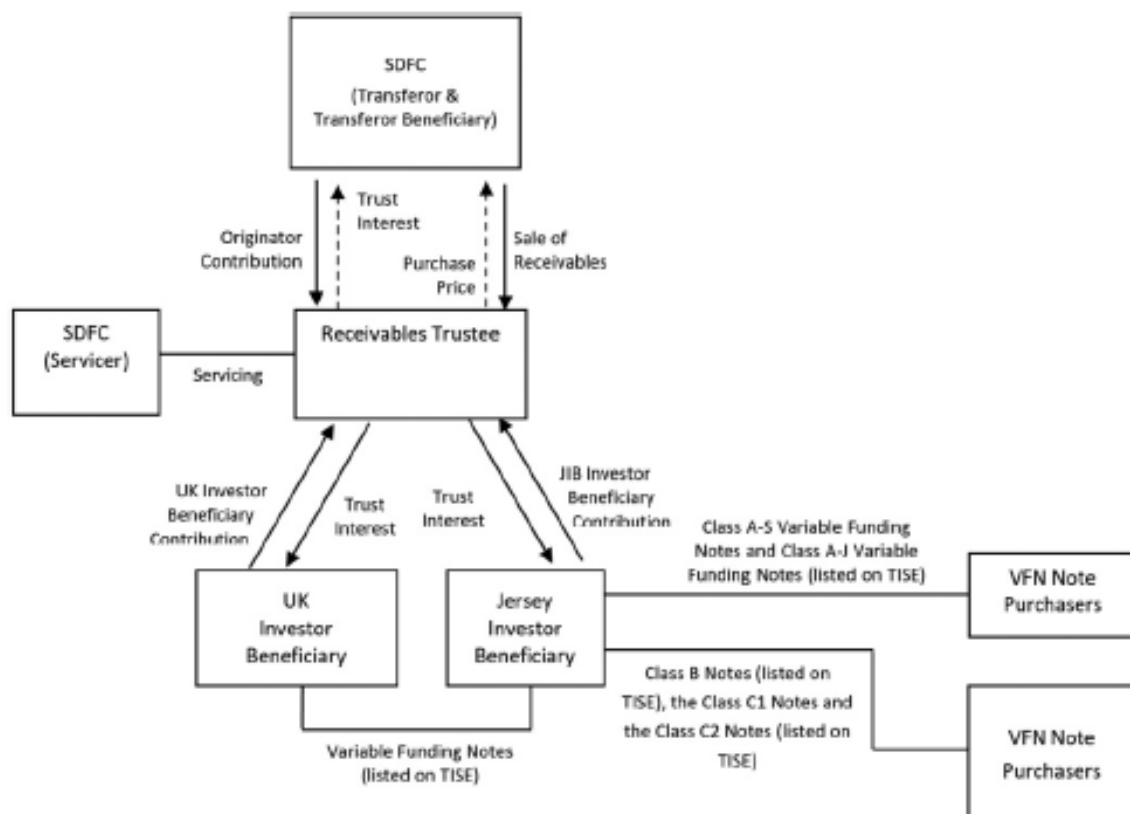 SDFC
(Transferor &
Transferor Beneficiary)
Trust
Interest
Originator
Contribution
Purchase
Price
Sale of
Receivables
SDFC
(Servicer)
Servicing
Receivables Trustee
UK Investor
Beneficiary
Contribution
Trust
Interest
Trust
Interest
JIB Investor
Beneficiary
Contribution
Class A-S Variable Funding
Notes and Class A-J Variable
Funding Notes (listed on TISE)
VFN Note
Purchasers
UK
Investor
Beneficiary
Jersey
Investor
Beneficiary
Class B Notes (listed on
TISE), the Class C1 Notes and
the Class C2 Notes (listed on
TISE)
VFN Note
Purchasers
Variable Funding Notes
(listed on TISE)